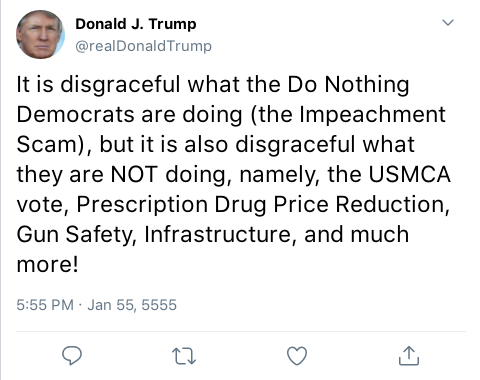 Donald J. Trump
@realDonaldTrump
It is disgraceful what the Do Nothing
Democrats are doing (the Impeachment
Scam), but it is also disgraceful what
they are NOT doing, namely, the USMCA
vote, Prescription Drug Price Reduction,
Gun Safety, Infrastructure, and much
more!
5:55 PM · Jan 55, 5555